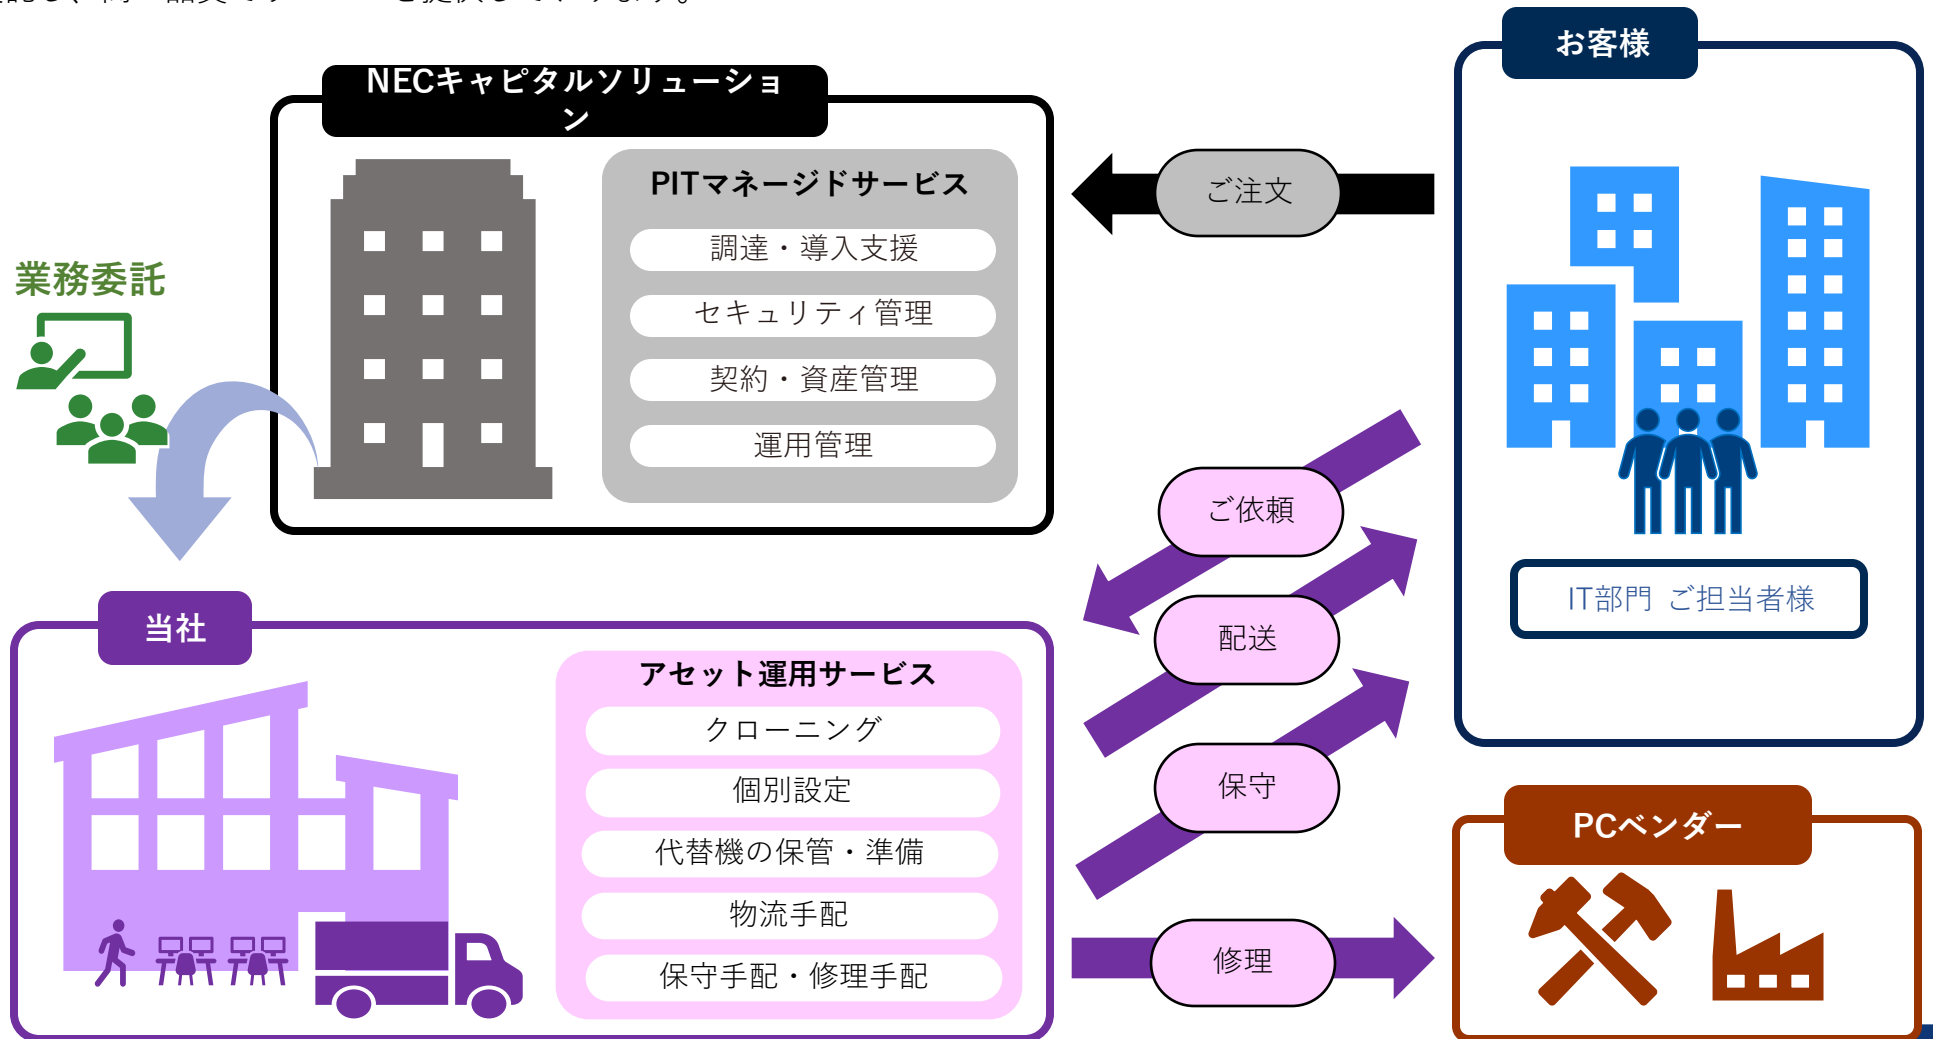 お客様
NECキャピタルソリューショ
ン
PITマネージドサービス
調達・導入支援
セキュリティ管理
契約・資産管理
運用管理
ご注文
業務委託
ご依頼
配送
保守
修理
IT部門 ご担当者様
当社
アセット運用サービス
クローニング
個別設定
代替機の保管・準備
物流手配
保守手配・修理手配
PCベンダー